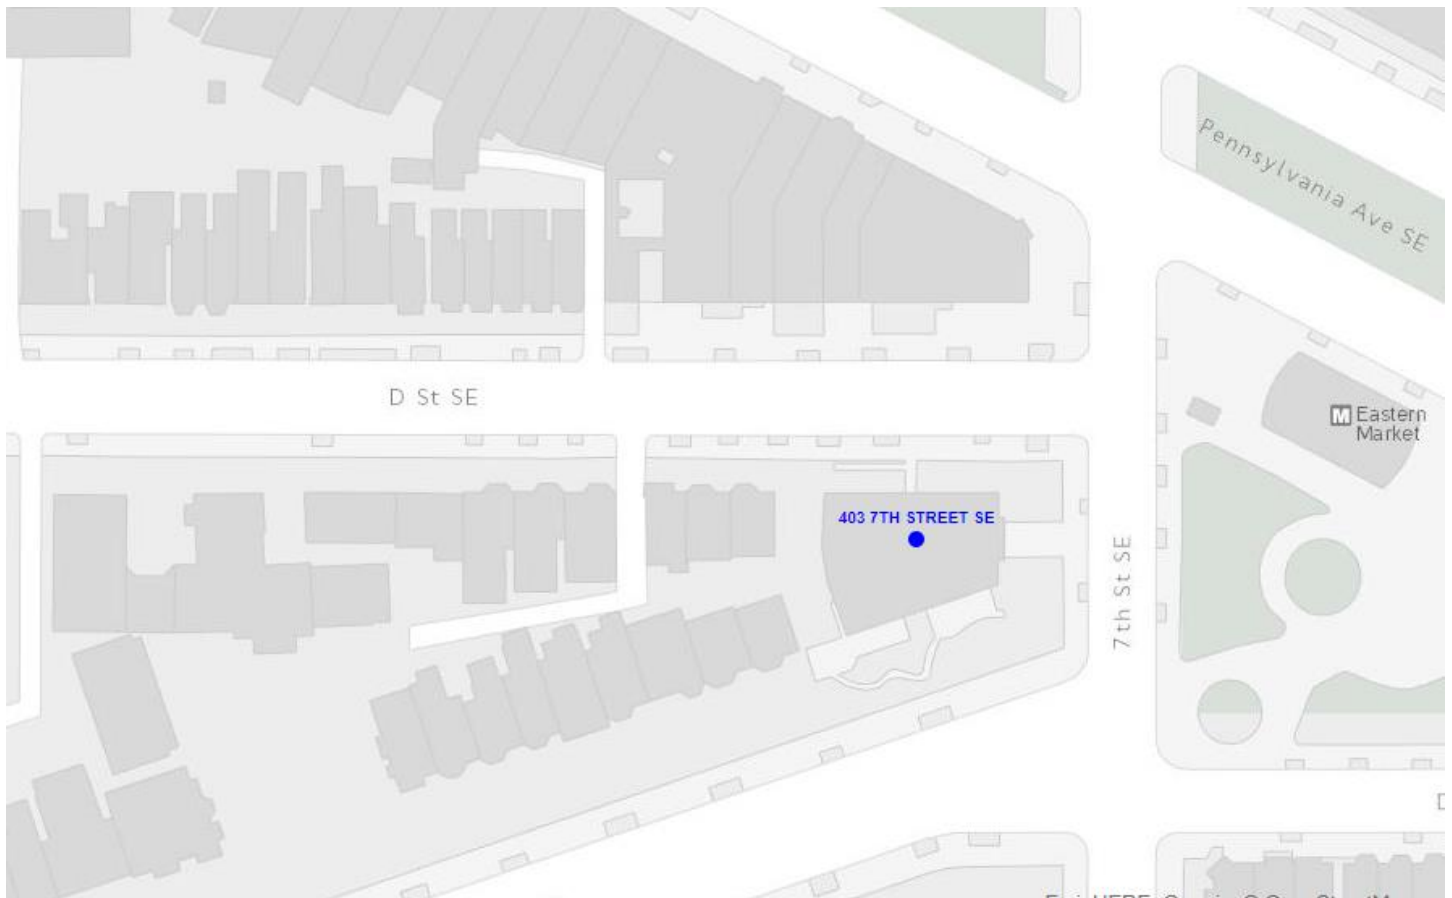 Pennsylvania Ave SE
D St SE
M Eastern
Market
403 7TH STREET SE
7th St SE